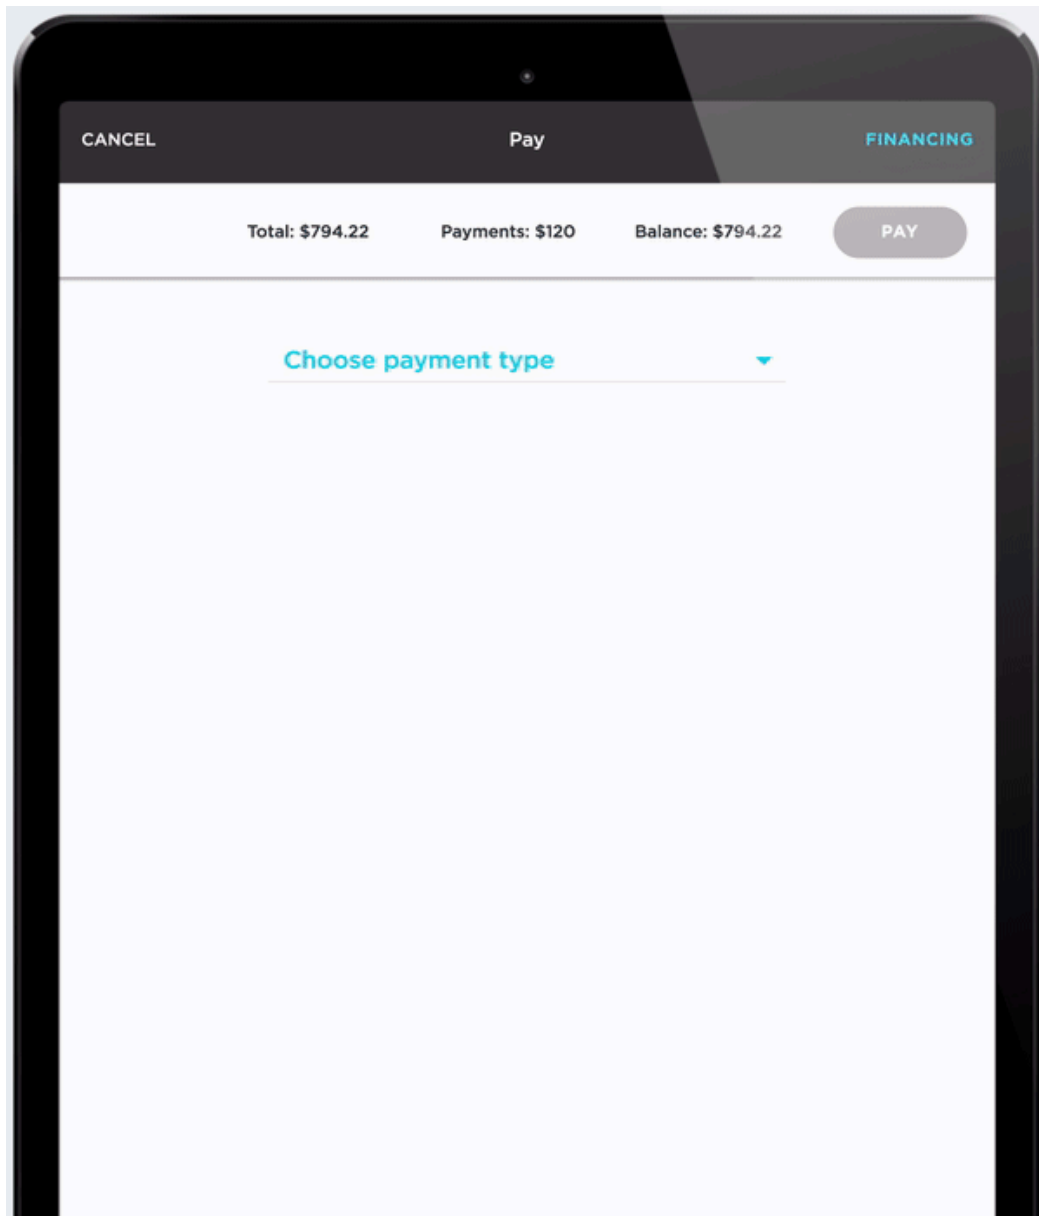 CANCEL Pay FINANCING
Total: $794.22 Payments: $120 Balance: $794.22 PAY
Choose payment type